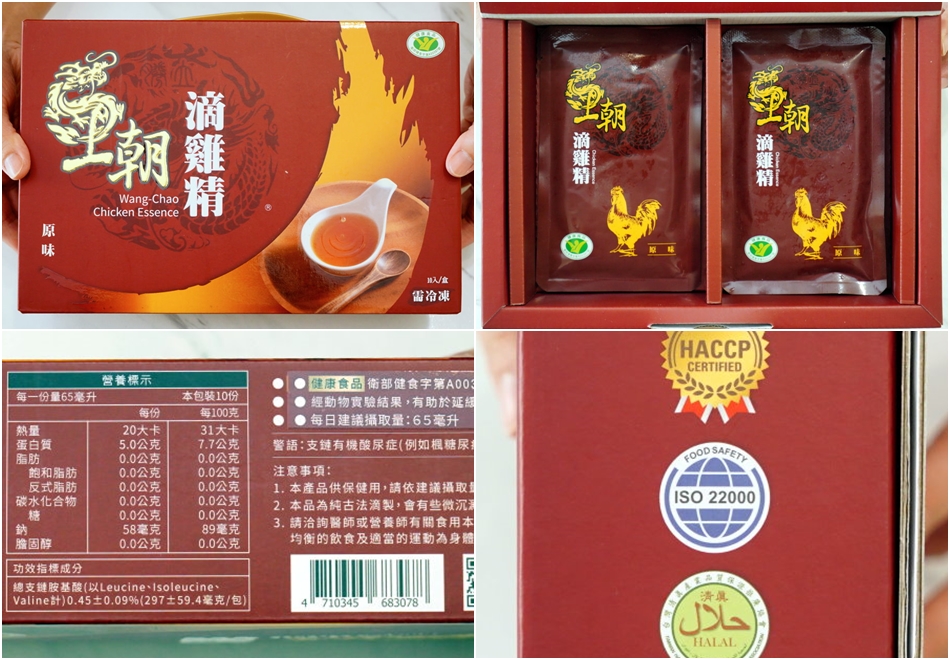 王朝
滴雞精
Wang-Chao
Chicken Essence
®
原味
10入/盒
需冷凍
王朝
滴雞精
Chicken Essence
原味
王朝
滴雞精
Chicken Essence
原味
營養標示
每一份量65毫升 本包裝10份
每份 每100克
熱量 20大卡 31大卡
蛋白質 5.0公克 7.7公克
脂肪 0.0公克 0.0公克
飽和脂肪 0.0公克 0.0公克
反式脂肪 0.0公克 0.0公克
碳水化合物 0.0公克 0.0公克
糖 0.0公克 0.0公克
鈉 58毫克 89毫克
膽固醇 0.0公克 0.0公克
功效指標成分
總支鏈胺基酸(以Leucine、Isoleucine、
Valine計)0.45±0.09%(297±59.4毫克/包)
健康食品 衛部健食字第A003
經動物實驗結果,有助於延緩
每日建議攝取量:65毫升
警語:支鏈有機酸尿症(例如楓糖尿
注意事項:
1. 本產品供保健用,請依建議攝取量
2. 本品為純古法滴製,會有些微沉澱
3. 請洽詢醫師或營養師有關食用本
均衡的飲食及適當的運動為身體
4 710345 683078
HACCP
CERTIFIED
FOOD SAFETY
ISO 22000
清真
حلال
HALAL